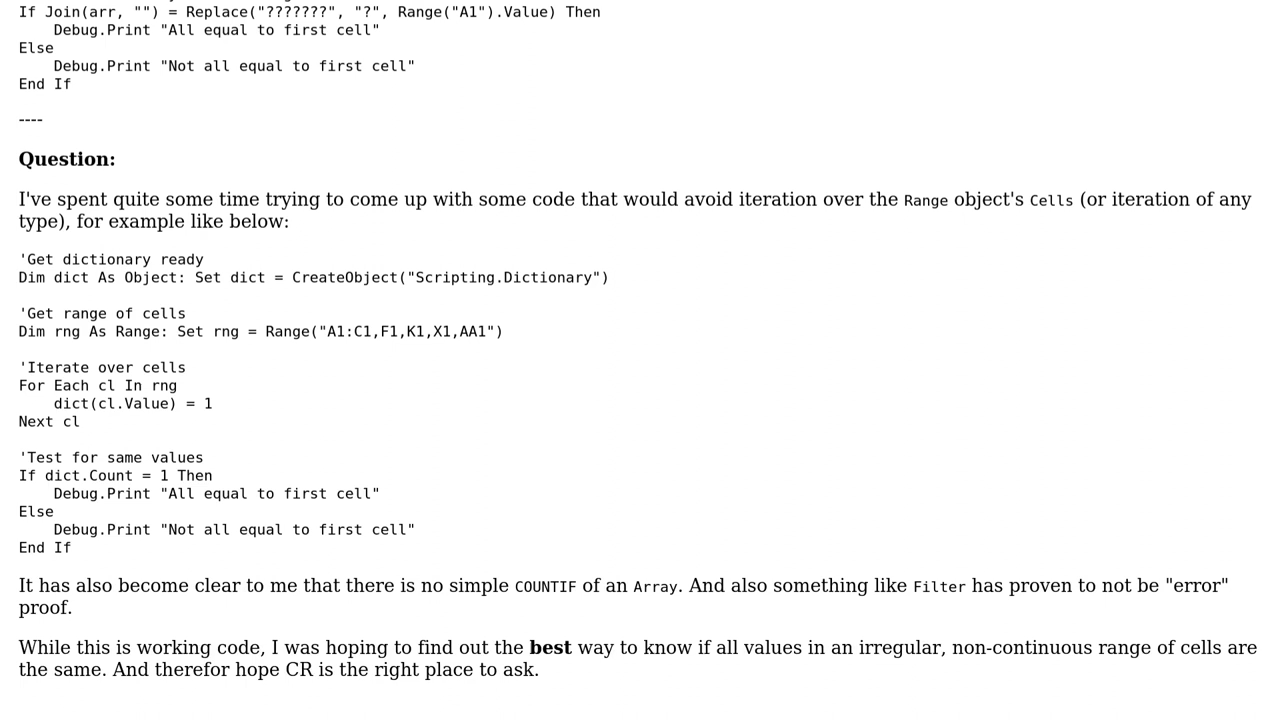 If Join(arr, "") = Replace("???????", "?", Range("A1").Value) Then
    Debug.Print "All equal to first cell"
Else
    Debug.Print "Not all equal to first cell"
End If
----
Question:
I've spent quite some time trying to come up with some code that would avoid iteration over the Range object's Cells (or iteration of any
type), for example like below:
'Get dictionary ready
Dim dict As Object: Set dict = CreateObject("Scripting.Dictionary")
'Get range of cells
Dim rng As Range: Set rng = Range("A1:C1,F1,K1,X1,AA1")
'Iterate over cells
For Each cl In rng
    dict(cl.Value) = 1
Next cl
'Test for same values
If dict.Count = 1 Then
    Debug.Print "All equal to first cell"
Else
    Debug.Print "Not all equal to first cell"
End If
It has also become clear to me that there is no simple COUNTIF of an Array. And also something like Filter has proven to not be "error"
proof.
While this is working code, I was hoping to find out the best way to know if all values in an irregular, non-continuous range of cells are
the same. And therefor hope CR is the right place to ask.